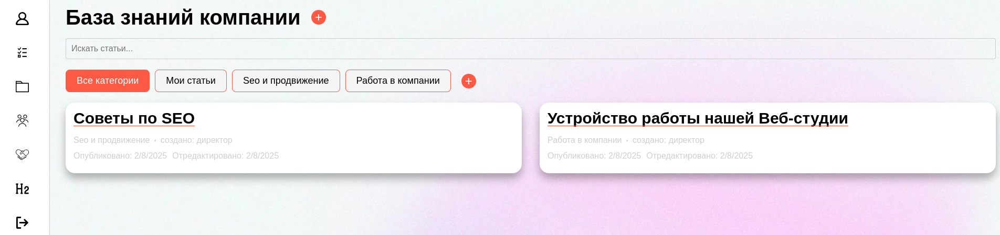 База знаний компании +
Искать статьи...
Все категории Мои статьи Seo и продвижение Работа в компании +
Советы по SEO
Seo и продвижение • создано: директор
Опубликовано: 2/8/2025 Отредактировано: 2/8/2025
Устройство работы нашей Веб-студии
Работа в компании • создано: директор
Опубликовано: 2/8/2025 Отредактировано: 2/8/2025
H2